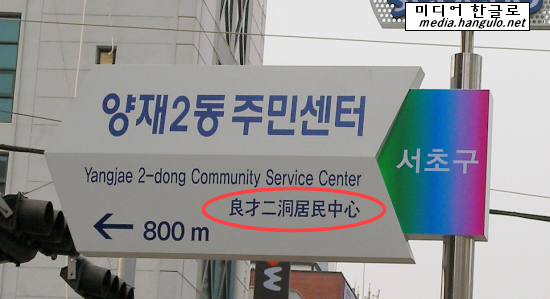 미디어 한글로
media.hangulo.net
양재2동 주민센터
Yangjae 2-dong Community Service Center
良才二洞居民中心
← 800 m
서초구